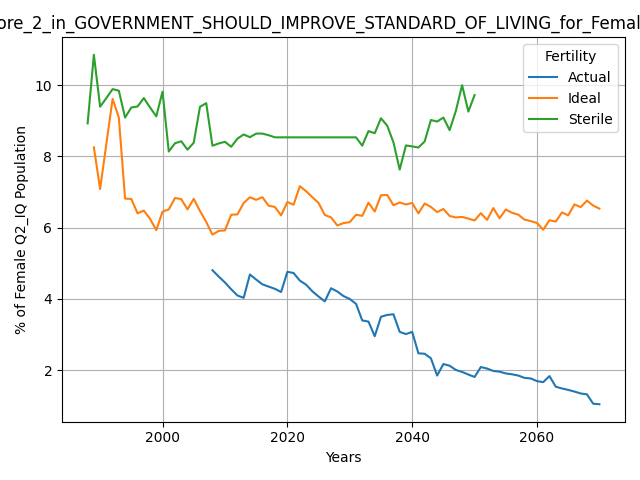 ore_2_in_GOVERNMENT_SHOULD_IMPROVE_STANDARD_OF_LIVING_for_Femal
Fertility
Actual
Ideal
Sterile
% of Female Q2_IQ Population
10
8
6
4
2
2000 2020 2040 2060
Years